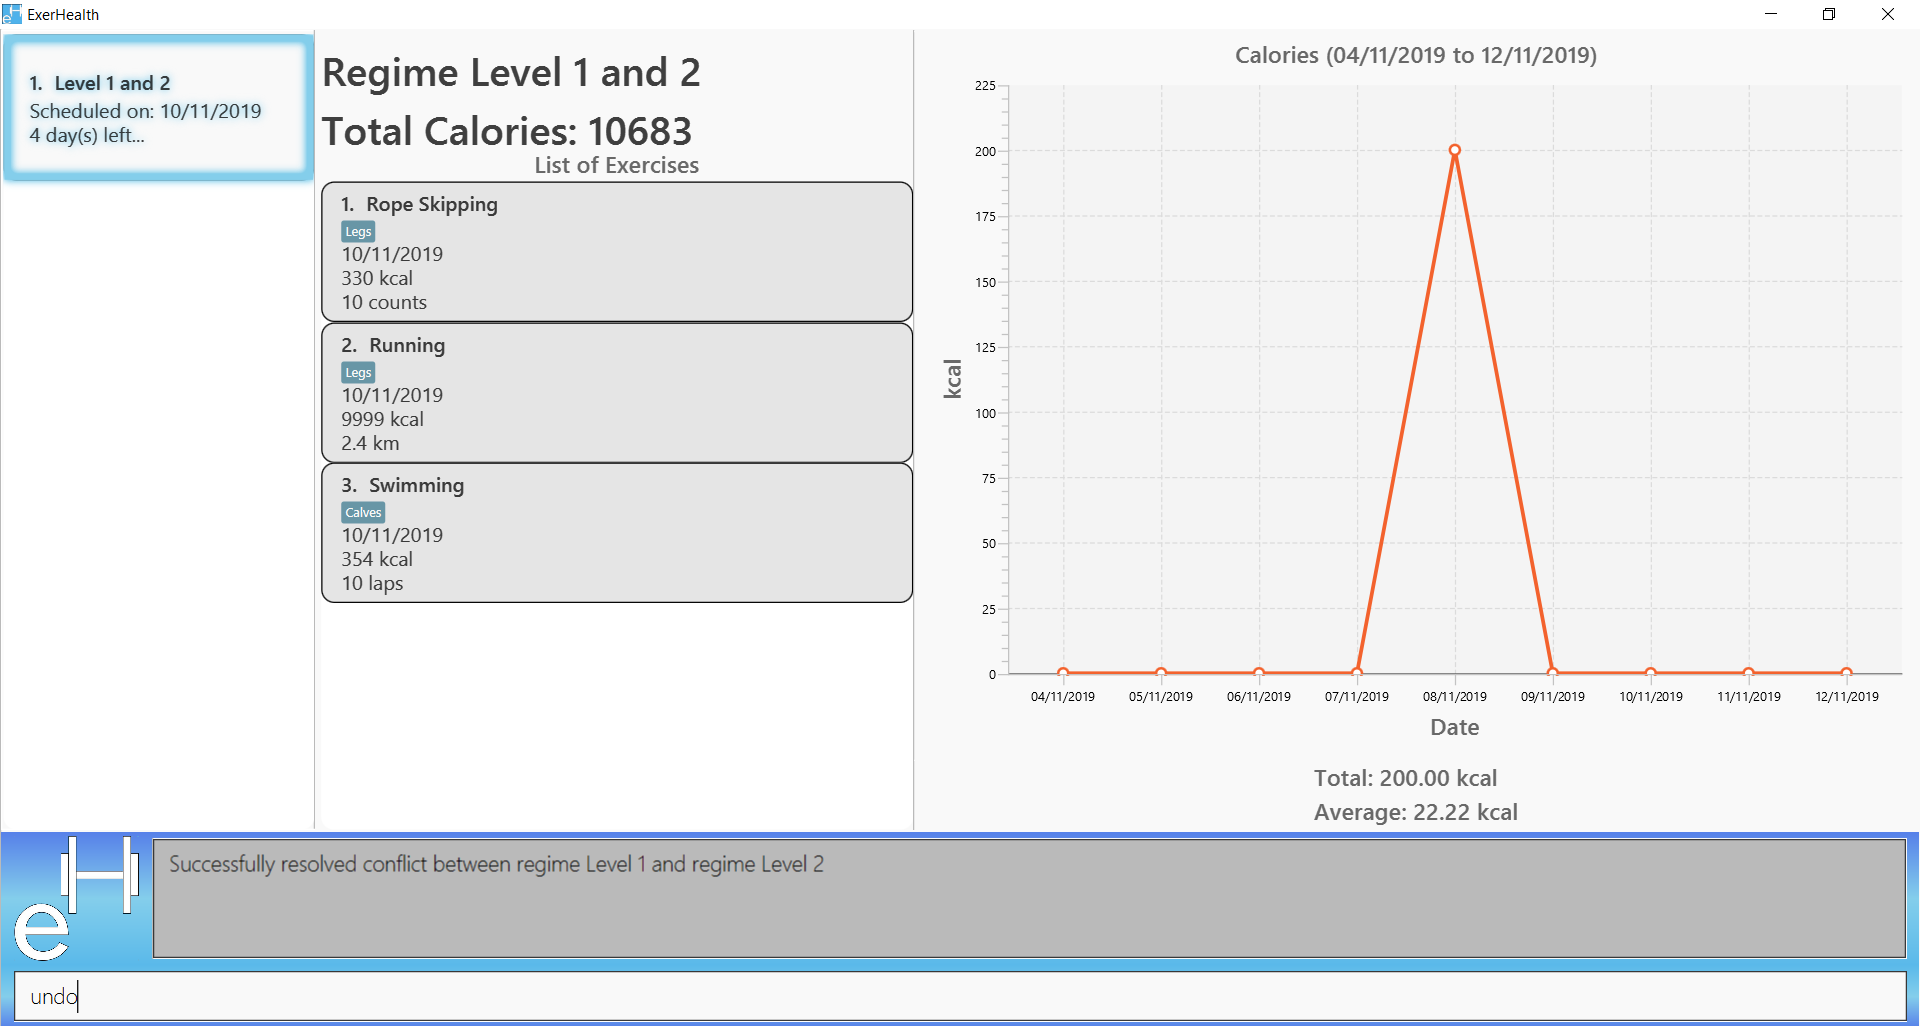 ExerHealth
1. Level 1 and 2
Scheduled on: 10/11/2019
4 day(s) left...
Regime Level 1 and 2
Total Calories: 10683
List of Exercises
1. Rope Skipping
Legs
10/11/2019
330 kcal
10 counts
2. Running
Legs
10/11/2019
9999 kcal
2.4 km
3. Swimming
Calves
10/11/2019
354 kcal
10 laps
Calories (04/11/2019 to 12/11/2019)
225
200
175
150
125
100
75
50
25
0
kcal
04/11/2019 05/11/2019 06/11/2019 07/11/2019 08/11/2019 09/11/2019 10/11/2019 11/11/2019 12/11/2019
Date
Total: 200.00 kcal
Average: 22.22 kcal
eH
Successfully resolved conflict between regime Level 1 and regime Level 2
undo